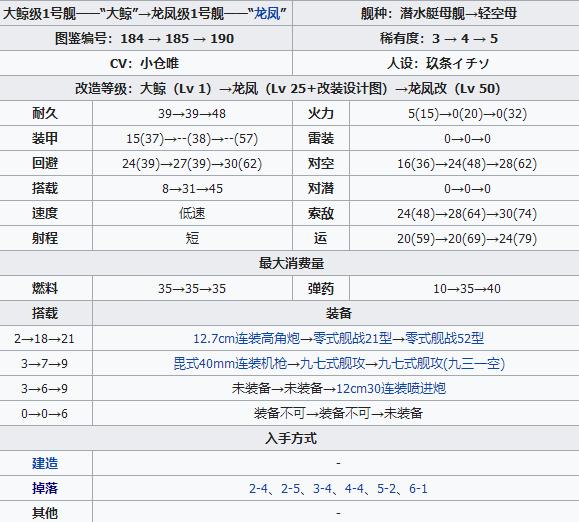 大鲸级1号舰——“大鲸”→龙凤级1号舰——“龙凤” 舰种：潜水艇母舰→轻空母
图鉴编号：184 → 185 → 190 稀有度：3 → 4 → 5
CV：小仓唯 人设：玖条イチソ
改造等级：大鲸（Lv 1）→龙凤（Lv 25+改装设计图）→龙凤改（Lv 50）
耐久 39→39→48 火力 5(15)→0(20)→0(32)
装甲 15(37)→--(38)→--(57) 雷装 0→0→0
回避 24(39)→27(39)→30(62) 对空 16(36)→24(48)→28(62)
搭载 8→31→45 对潜 0→0→0
速度 低速 索敌 24(48)→28(64)→30(74)
射程 短 运 20(59)→20(69)→24(79)
最大消费量
燃料 35→35→35 弹药 10→35→40
搭载 装备
2→18→21 12.7cm连装高角炮→零式舰战21型→零式舰战52型
3→7→9 毘式40mm连装机枪→九七式舰攻→九七式舰攻(九三一空)
3→6→9 未装备→未装备→12cm30连装喷进炮
0→0→6 装备不可→装备不可→未装备
入手方式
建造 -
掉落 2-4、2-5、3-4、4-4、5-2、6-1
其他 -